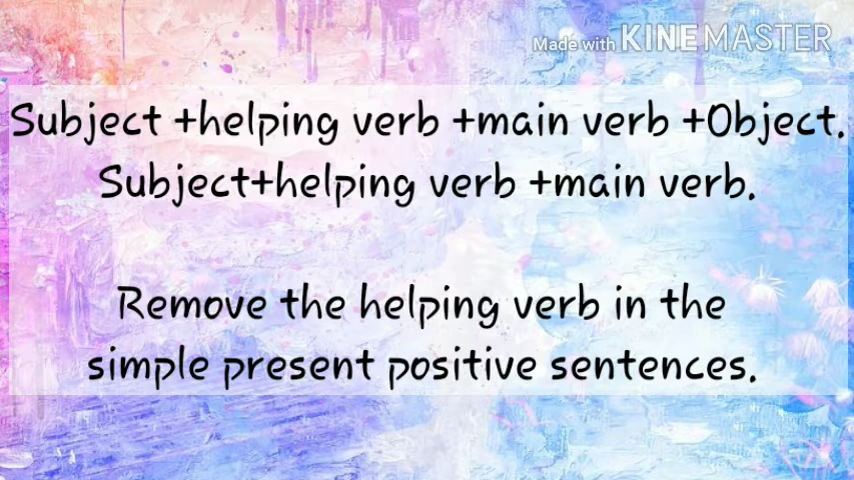 Made with KINEMASTER
Subject +helping verb +main verb +Object.
Subject+helping verb +main verb.
Remove the helping verb in the
simple present positive sentences.